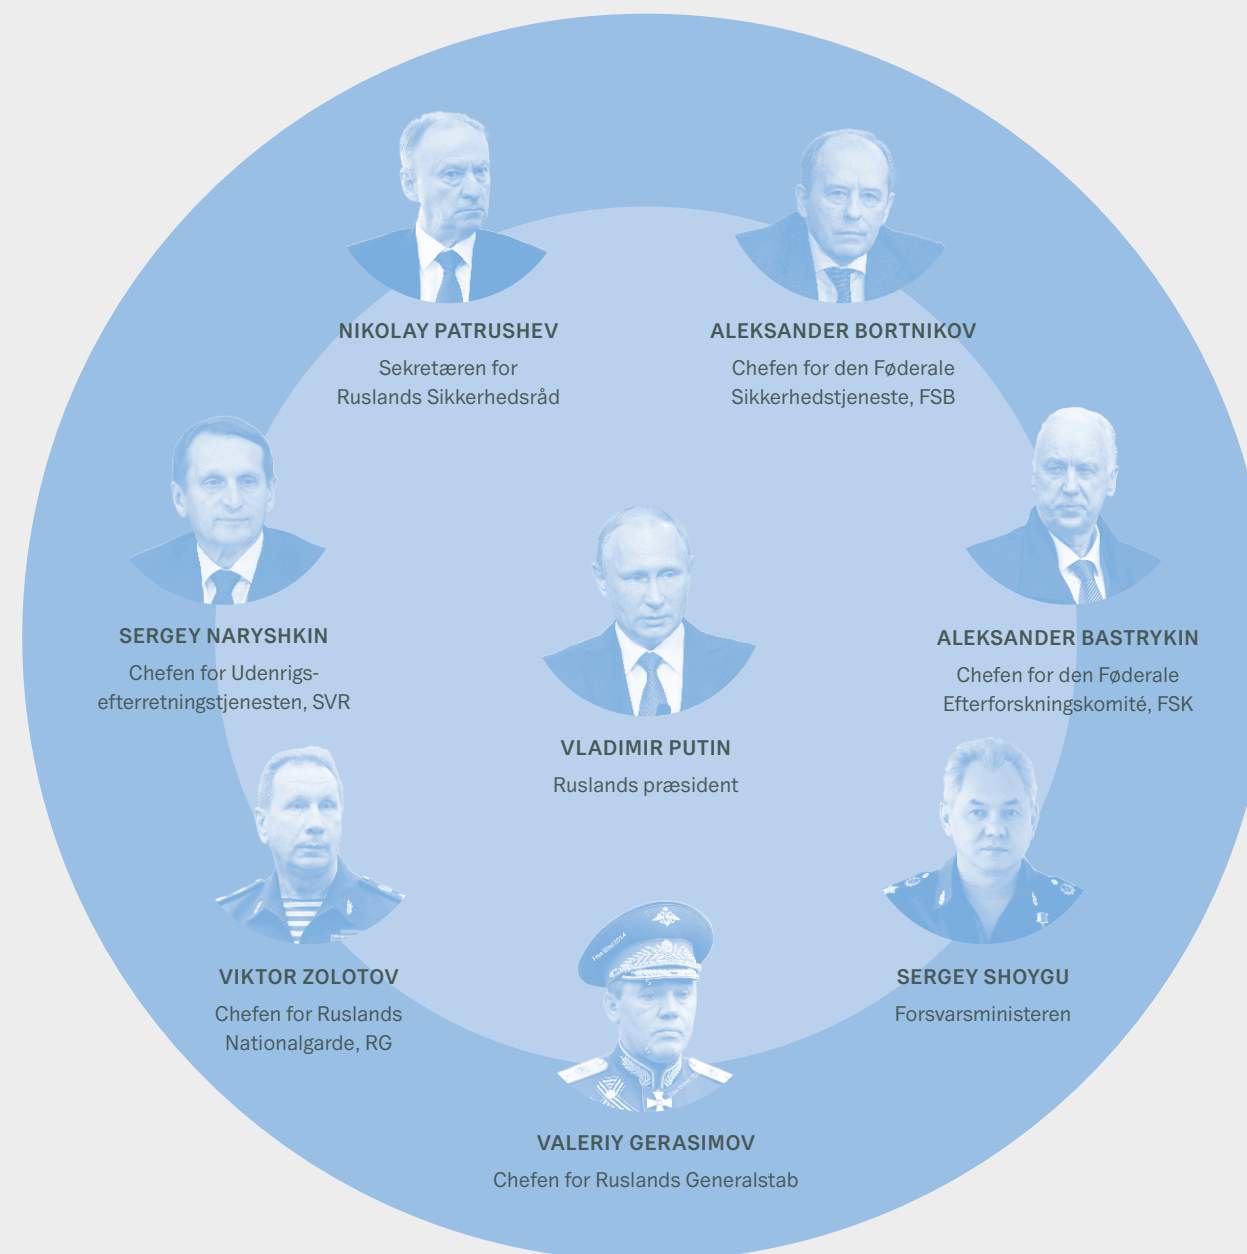 NIKOLAY PATRUSHEV
Sekretæren for
Ruslands Sikkerhedsråd
ALEKSANDER BORTNIKOV
Chefen for den Føderale
Sikkerhedstjeneste, FSB
SERGEY NARYSHKIN
Chefen for Udenrigs-
efterretningstjenesten, SVR
ALEKSANDER BASTRYKIN
Chefen for den Føderale
Efterforskningskomité, FSK
VLADIMIR PUTIN
Ruslands præsident
VIKTOR ZOLOTOV
Chefen for Ruslands
Nationalgarde, RG
SERGEY SHOYGU
Forsvarsministeren
VALERIY GERASIMOV
Chefen for Ruslands Generalstab